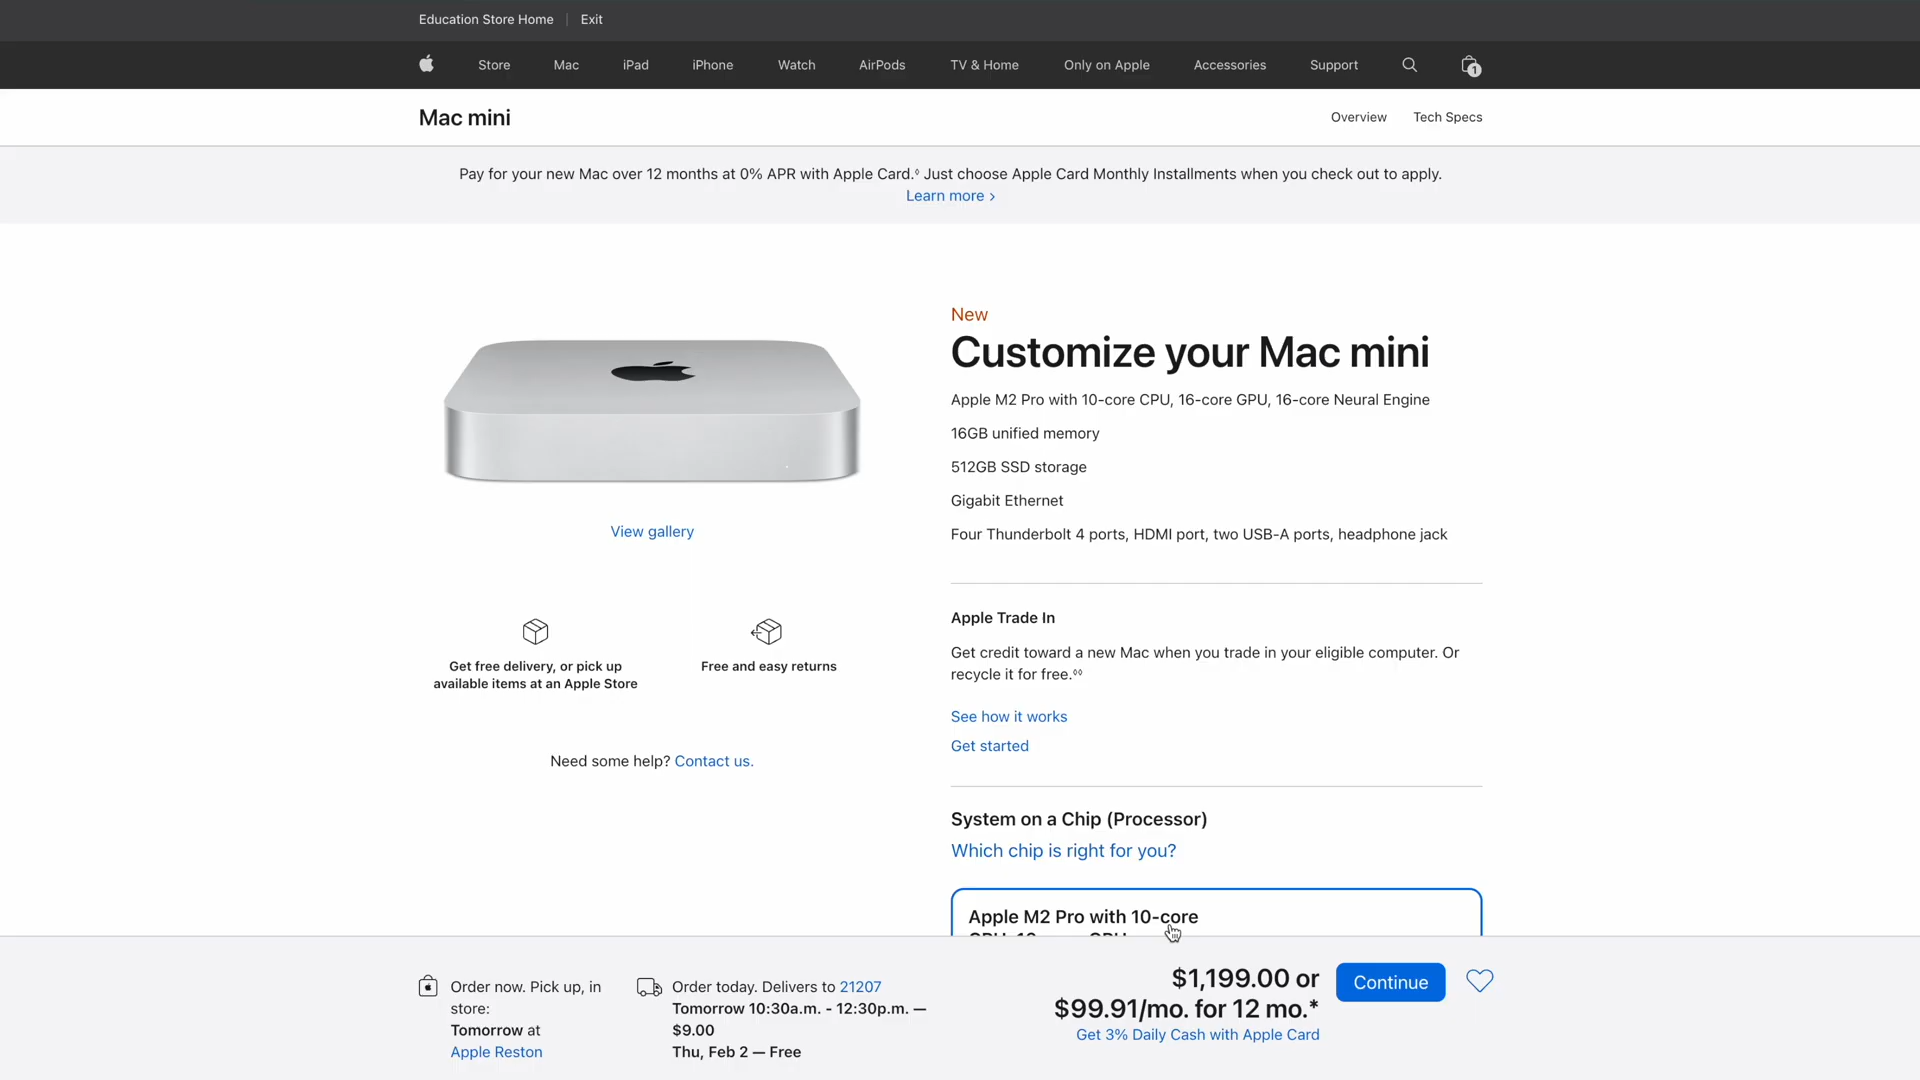 Education Store Home
Exit
Store
Mac
iPad
iPhone
Watch
AirPods
TV & Home
Only on Apple
Accessories
Support
1
Mac mini
Overview
Tech Specs
Pay for your new Mac over 12 months at 0% APR with Apple Card.◊ Just choose Apple Card Monthly Installments when you check out to apply.
Learn more >
View gallery
Get free delivery, or pick up
available items at an Apple Store
Free and easy returns
Need some help? Contact us.
New
Customize your Mac mini
Apple M2 Pro with 10-core CPU, 16-core GPU, 16-core Neural Engine
16GB unified memory
512GB SSD storage
Gigabit Ethernet
Four Thunderbolt 4 ports, HDMI port, two USB-A ports, headphone jack
Apple Trade In
Get credit toward a new Mac when you trade in your eligible computer. Or
recycle it for free.◊◊
See how it works
Get started
System on a Chip (Processor)
Which chip is right for you?
Apple M2 Pro with 10-core
Order now. Pick up, in
store:
Tomorrow at
Apple Reston
Order today. Delivers to 21207
Tomorrow 10:30a.m. - 12:30p.m. —
$9.00
Thu, Feb 2 — Free
$1,199.00 or
$99.91/mo. for 12 mo.*
Get 3% Daily Cash with Apple Card
Continue